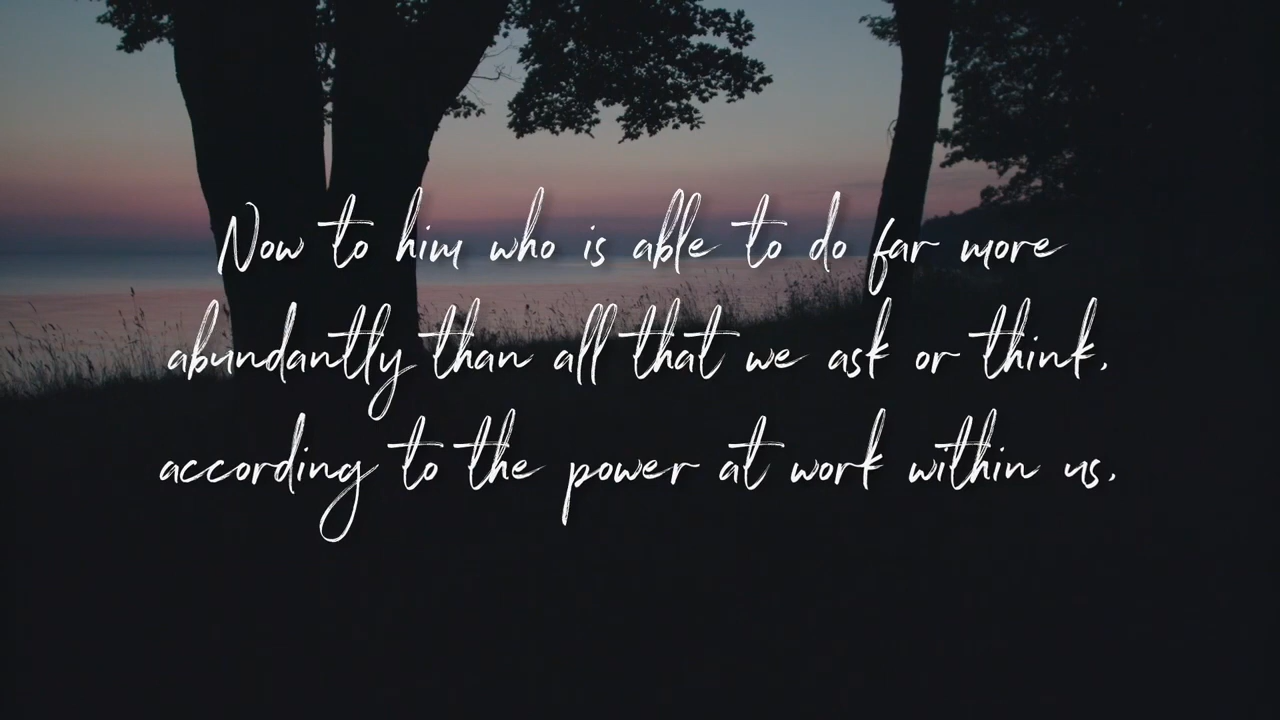 Now to him who is able to do far more
abundantly than all that we ask or think,
according to the power at work within us,